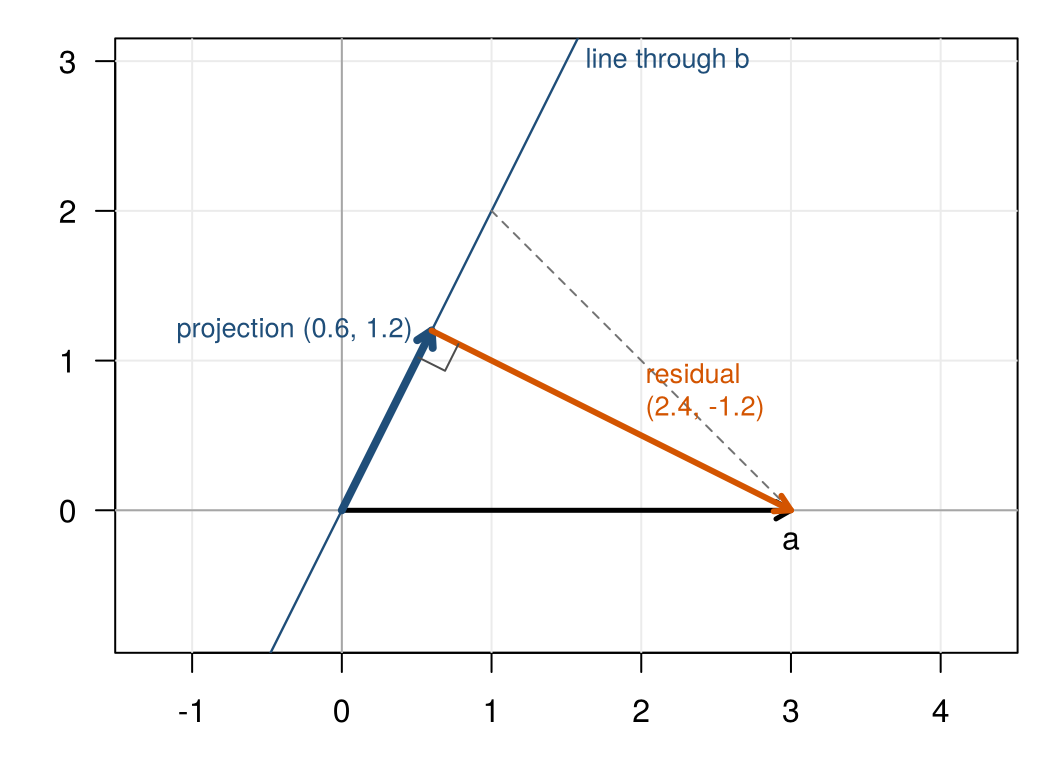 3
line through b
2
projection (0.6, 1.2)
1
residual
(2.4, -1.2)
0
a
-1 0 1 2 3 4